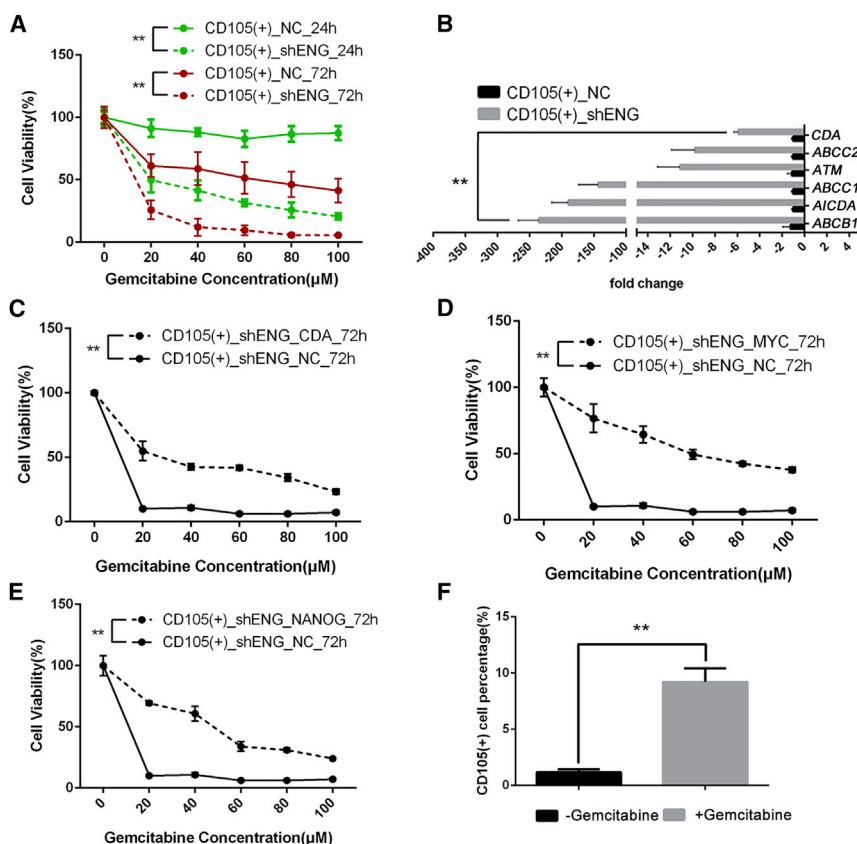 A
CD105(+)_NC_24h
CD105(+)_shENG_24h
CD105(+)_NC_72h
CD105(+)_shENG_72h
**
**
Cell Viability(%)
150
100
50
0
0 20 40 60 80 100
Gemcitabine Concentration(μM)
B
CD105(+)_NC
CD105(+)_shENG
**
CDA
ABCC2
ATM
ABCC1
AICDA
ABCB1
-400 -350 -300 -250 -200 -150 -100 -14 -12 -10 -8 -6 -4 -2 0 2 4
fold change
C
CD105(+)_shENG_CDA_72h
CD105(+)_shENG_NC_72h
**
Cell Viability(%)
150
100
50
0
0 20 40 60 80 100
Gemcitabine Concentration(μM)
D
CD105(+)_shENG_MYC_72h
CD105(+)_shENG_NC_72h
**
Cell Viability(%)
150
100
50
0
0 20 40 60 80 100
Gemcitabine Concentration(μM)
E
CD105(+)_shENG_NANOG_72h
CD105(+)_shENG_NC_72h
**
Cell Viability(%)
150
100
50
0
0 20 40 60 80 100
Gemcitabine Concentration(μM)
F
**
CD105(+) cell percentage(%)
15
10
5
0
-Gemcitabine +Gemcitabine